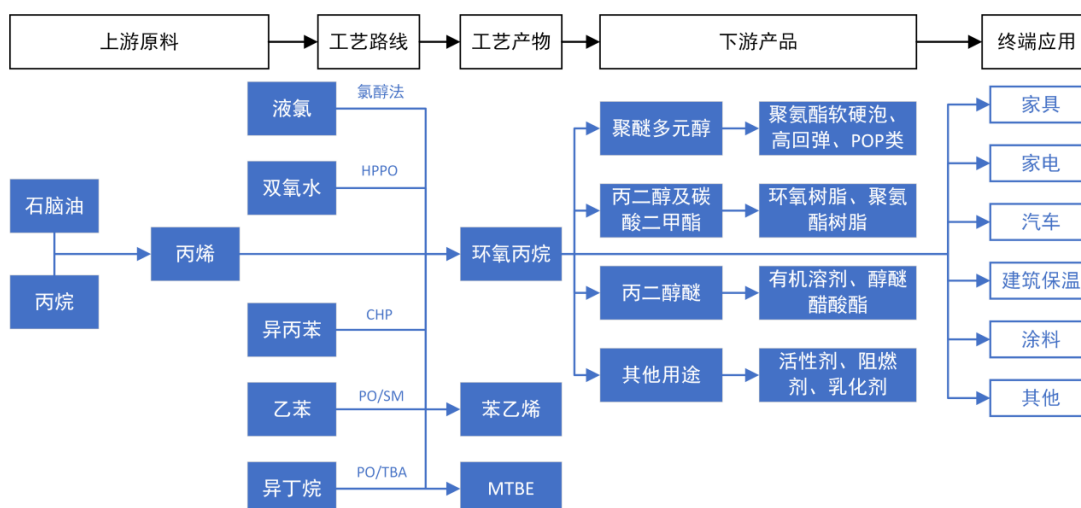 上游原料
工艺路线
工艺产物
下游产品
终端应用
液氯
氯醇法
双氧水
HPPO
石脑油
丙烷
丙烯
异丙苯
CHP
乙苯
PO/SM
异丁烷
PO/TBA
环氧丙烷
苯乙烯
MTBE
聚醚多元醇
聚氨酯软硬泡、
高回弹、POP类
丙二醇及碳
酸二甲酯
环氧树脂、聚氨
酯树脂
丙二醇醚
有机溶剂、醇醚
醋酸酯
其他用途
活性剂、阻燃
剂、乳化剂
家具
家电
汽车
建筑保温
涂料
其他